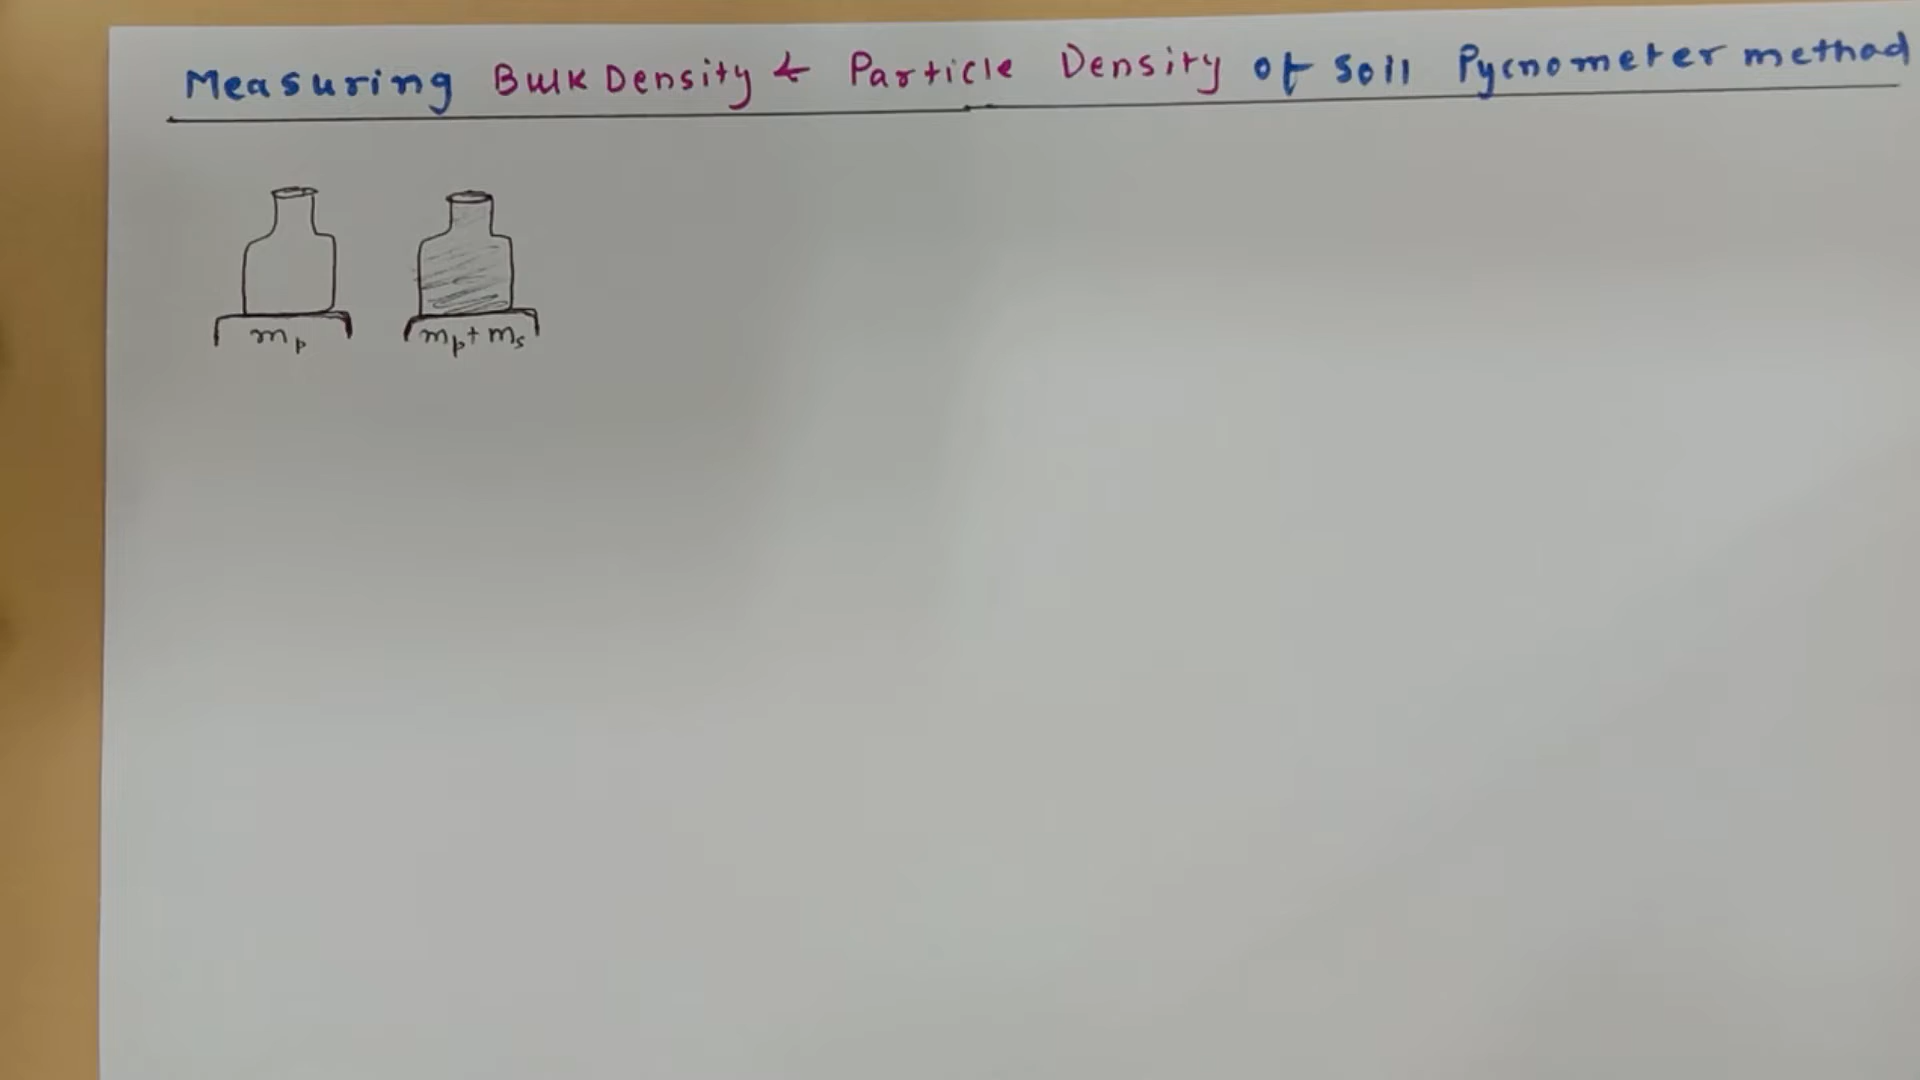 Measuring Bulk Density & Particle Density of Soil Pycnometer method
mp
mp + ms